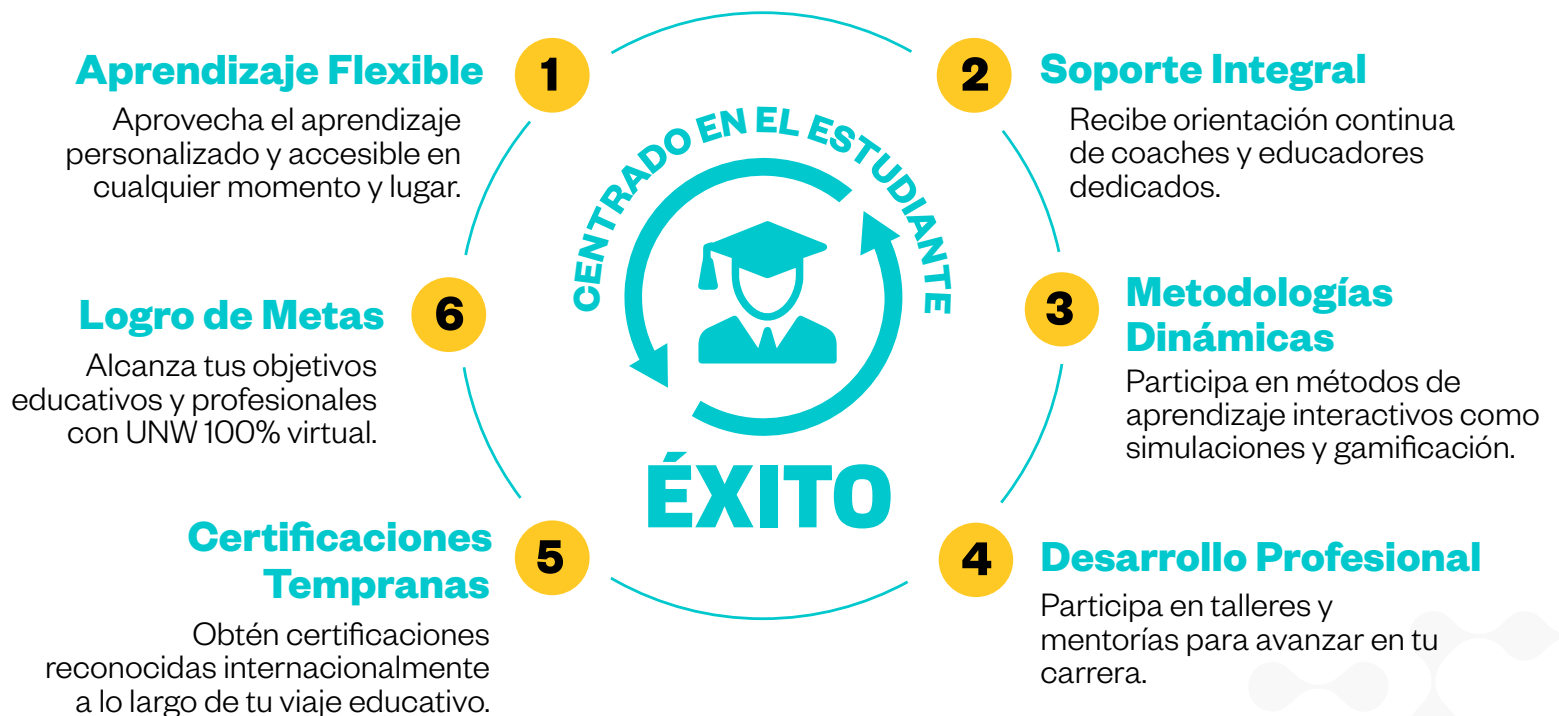 Aprendizaje Flexible
1
Aprovecha el aprendizaje
personalizado y accesible en
cualquier momento y lugar.
2
Soporte Integral
Recibe orientación continua
de coaches y educadores
dedicados.
3
Metodologías
Dinámicas
Participa en métodos de
aprendizaje interactivos como
simulaciones y gamificación.
4
Desarrollo Profesional
Participa en talleres y
mentorías para avanzar en tu
carrera.
5
Certificaciones
Tempranas
Obtén certificaciones
reconocidas internacionalmente
a lo largo de tu viaje educativo.
6
Logro de Metas
Alcanza tus objetivos
educativos y profesionales
con UNW 100% virtual.
CENTRADO EN EL ESTUDIANTE
ÉXITO